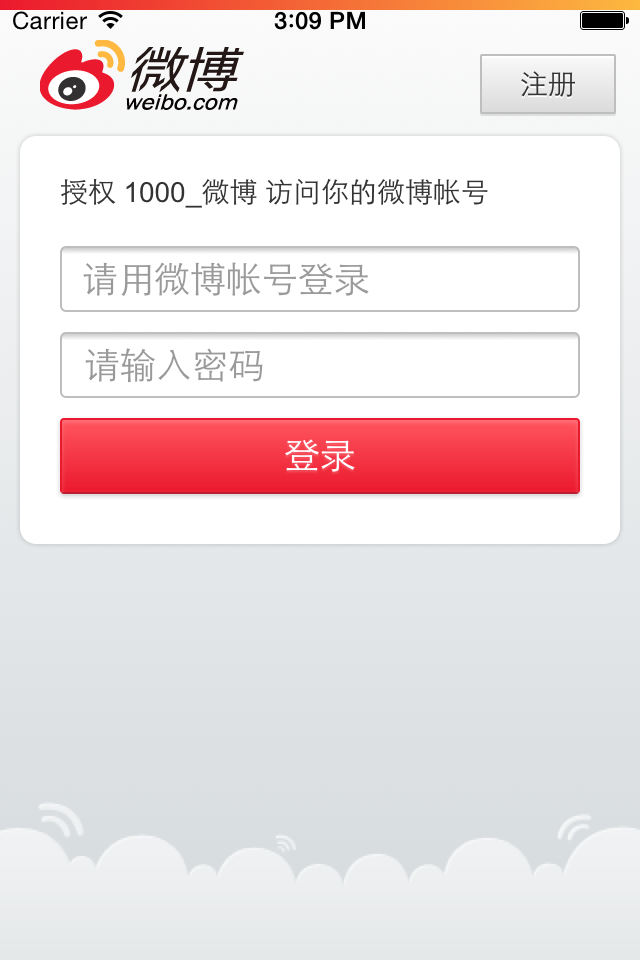 Carrier 3:09 PM
微博
weibo.com
注册
授权 1000_微博 访问你的微博帐号
请用微博帐号登录
请输入密码
登录